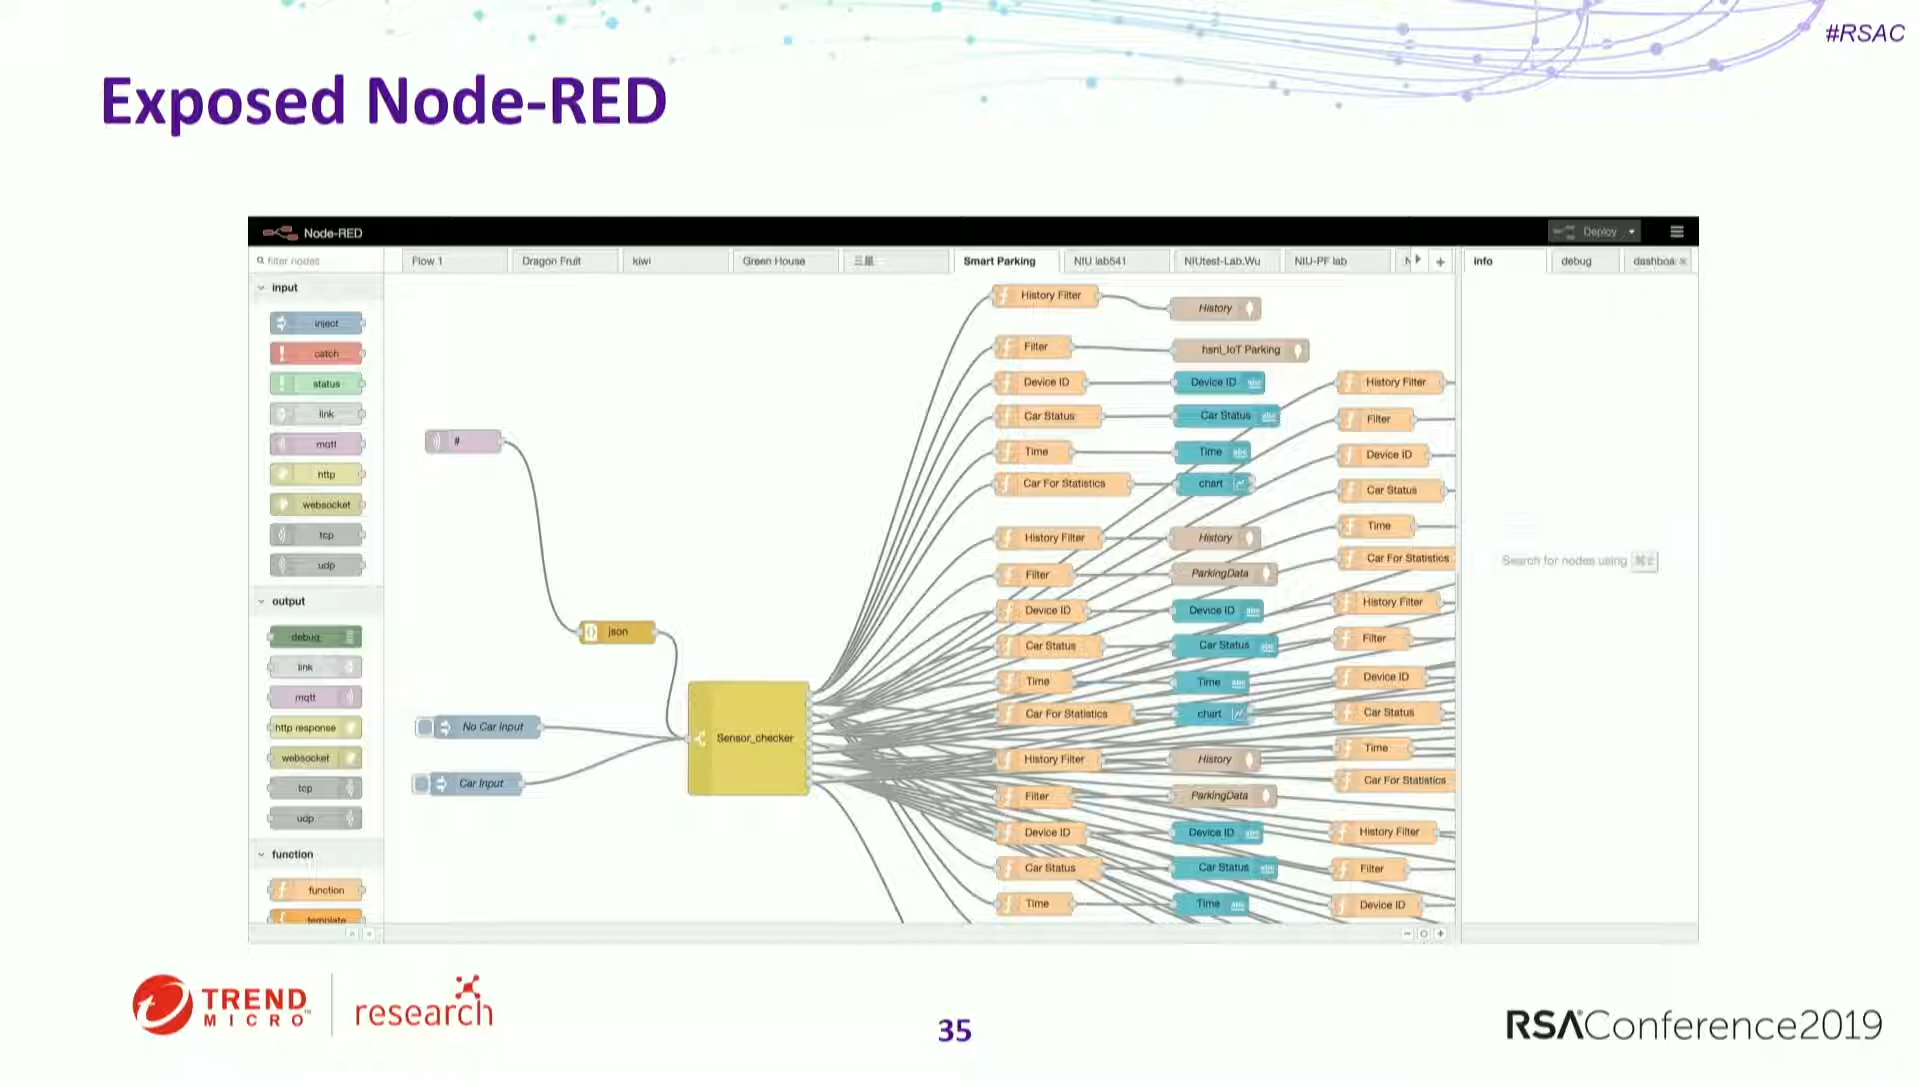 #RSAC
Exposed Node-RED
Node-RED
Deploy
filter nodes
Flow 1
Dragon Fruit
kiwi
Green House
三星
Smart Parking
NIU lab541
NIUtest-Lab.Wu
NIU-PF lab
N
info
debug
dashboa
input
inject
catch
status
link
mqtt
http
websocket
tcp
udp
output
debug
link
mqtt
http response
websocket
tcp
udp
function
function
template
#
json
No Car Input
Car Input
Sensor_checker
History Filter
History
Filter
hsnl_IoT Parking
Device ID
Device ID
Car Status
Car Status
Time
Time
Car For Statistics
chart
History Filter
History
Filter
ParkingData
Device ID
Device ID
Car Status
Car Status
Time
Time
Car For Statistics
chart
History Filter
History
Filter
ParkingData
Device ID
Device ID
Car Status
Car Status
Time
Time
History Filter
Filter
Device ID
Car Status
Time
Car For Statistics
History Filter
Filter
Device ID
Car Status
Time
Car For Statistics
History Filter
Filter
Device ID
Search for nodes using
TREND MICRO
research
35
RSAConference2019